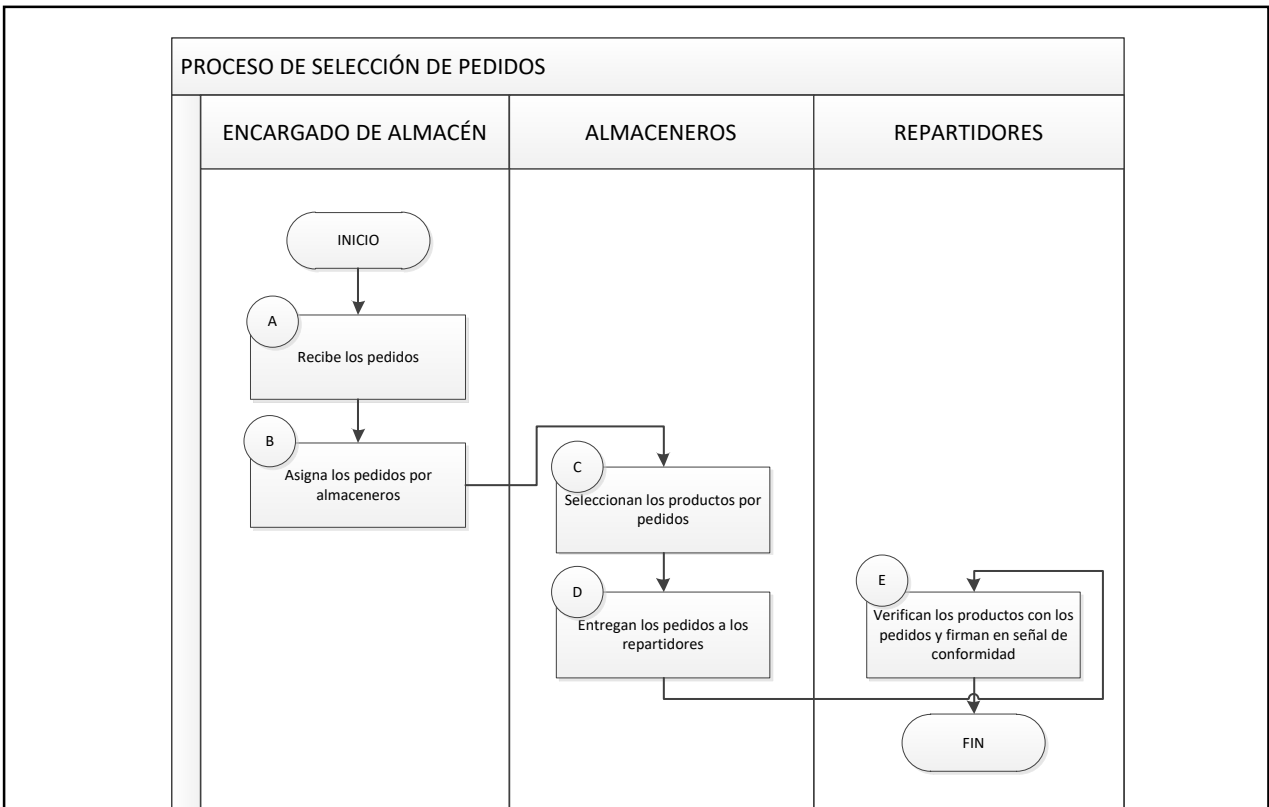 PROCESO DE SELECCIÓN DE PEDIDOS
ENCARGADO DE ALMACÉN
ALMACENEROS
REPARTIDORES
INICIO
A
Recibe los pedidos
B
Asigna los pedidos por
almaceneros
C
Seleccionan los productos por
pedidos
D
Entregan los pedidos a los
repartidores
E
Verifican los productos con los
pedidos y firman en señal de
conformidad
FIN